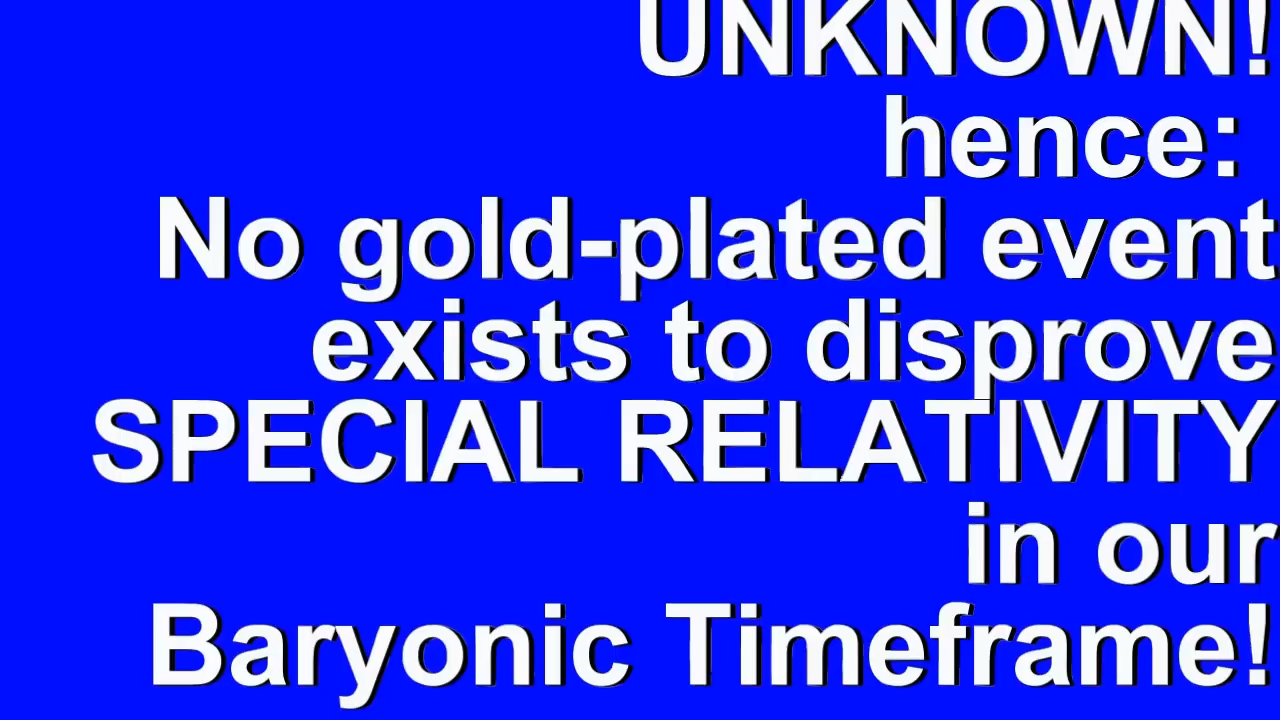 UNKNOWN!
hence:
No gold-plated event
exists to disprove
SPECIAL RELATIVITY
in our
Baryonic Timeframe!